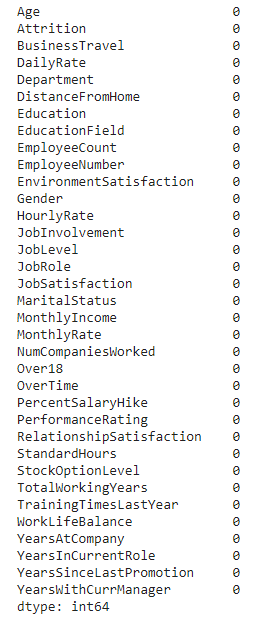 Age 0
Attrition 0
BusinessTravel 0
DailyRate 0
Department 0
DistanceFromHome 0
Education 0
EducationField 0
EmployeeCount 0
EmployeeNumber 0
EnvironmentSatisfaction 0
Gender 0
HourlyRate 0
JobInvolvement 0
JobLevel 0
JobRole 0
JobSatisfaction 0
MaritalStatus 0
MonthlyIncome 0
MonthlyRate 0
NumCompaniesWorked 0
Over18 0
OverTime 0
PercentSalaryHike 0
PerformanceRating 0
RelationshipSatisfaction 0
StandardHours 0
StockOptionLevel 0
TotalWorkingYears 0
TrainingTimesLastYear 0
WorkLifeBalance 0
YearsAtCompany 0
YearsInCurrentRole 0
YearsSinceLastPromotion 0
YearsWithCurrManager 0
dtype: int64